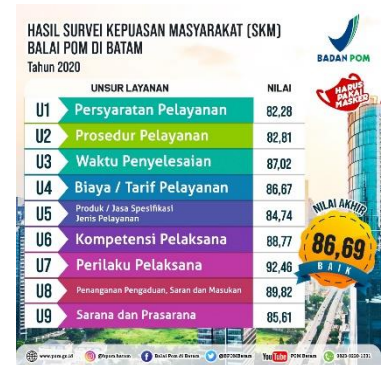 HASIL SURVEI KEPUASAN MASYARAKAT (SKM)
BALAI POM DI BATAM
Tahun 2020
BADAN POM
HARUS PAKAI MASKER
UNSUR LAYANAN NILAI
U1 Persyaratan Pelayanan 82,28
U2 Prosedur Pelayanan 82,81
U3 Waktu Penyelesaian 87,02
U4 Biaya / Tarif Pelayanan 86,67
U5 Produk / Jasa Spesifikasi
Jenis Pelayanan 84,74
U6 Kompetensi Pelaksana 88,77
U7 Perilaku Pelaksana 92,46
U8 Penanganan Pengaduan, Saran dan Masukan 89,82
U9 Sarana dan Prasarana 85,61
NILAI AKHIR
86,69
BAIK
www.pom.go.id @bpom.batam Balai Pom di Batam @BPOMBatam YouTube POM Batam